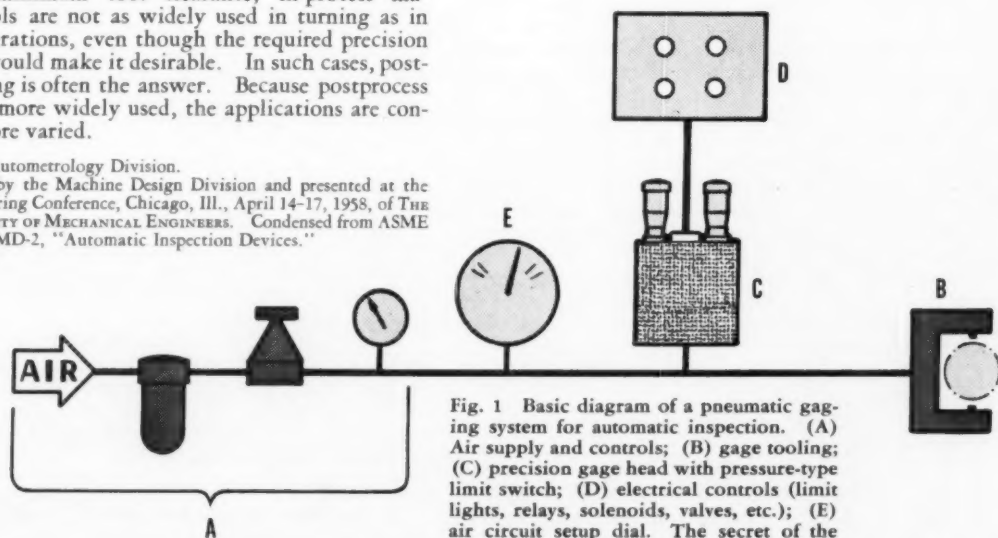 ols are not as widely used in turning as in
rations, even though the required precision
ould make it desirable. In such cases, post-
ng is often the answer. Because postprocess
more widely used, the applications are con-
ore varied.
utometrology Division.
by the Machine Design Division and presented at the
ring Conference, Chicago, Ill., April 14–17, 1958, of THE
TY OF MECHANICAL ENGINEERS. Condensed from ASME
MD-2, "Automatic Inspection Devices."
D
E
C
B
AIR
A
Fig. 1 Basic diagram of a pneumatic gag-
ing system for automatic inspection. (A)
Air supply and controls; (B) gage tooling;
(C) precision gage head with pressure-type
limit switch; (D) electrical controls (limit
lights, relays, solenoids, valves, etc.); (E)
air circuit setup dial. The secret of the